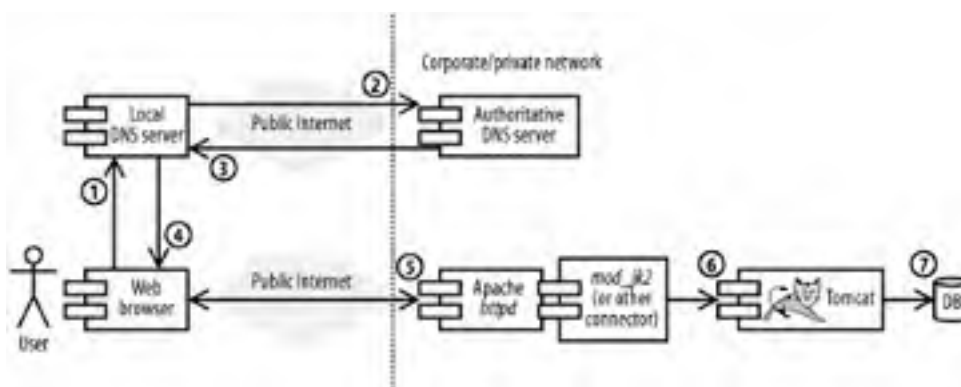 Corporate/private network
②
Local
DNS server
Public Internet
Authoritative
DNS server
③
①
④
Public Internet
⑤
⑥
⑦
Web
browser
Apache
httpd
mod_jk2
(or other
connector)
Tomcat
DB
User